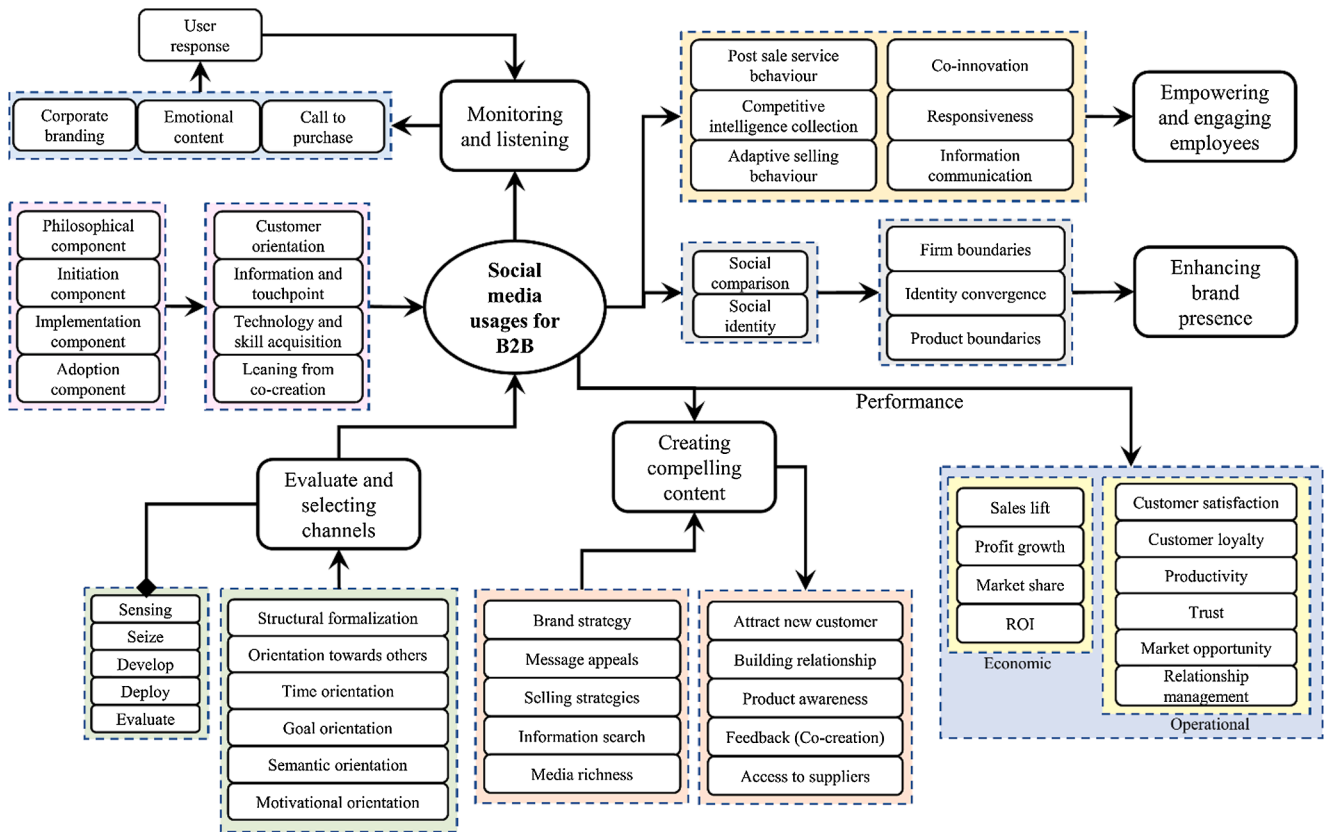 User
response
Corporate
branding
Emotional
content
Call to
purchase
Monitoring
and listening
Post sale service
behaviour
Competitive
intelligence collection
Adaptive selling
behaviour
Co-innovation
Responsiveness
Information
communication
Empowering
and engaging
employees
Philosophical
component
Initiation
component
Implementation
component
Adoption
component
Customer
orientation
Information and
touchpoint
Technology and
skill acquisition
Leaning from
co-creation
Social
media
usages for
B2B
Social
comparison
Social
identity
Firm boundaries
Identity convergence
Product boundaries
Enhancing
brand
presence
Performance
Evaluate and
selecting
channels
Creating
compelling
content
Sensing
Seize
Develop
Deploy
Evaluate
Structural formalization
Orientation towards others
Time orientation
Goal orientation
Semantic orientation
Motivational orientation
Brand strategy
Message appeals
Selling strategies
Information search
Media richness
Attract new customer
Building relationship
Product awareness
Feedback (Co-creation)
Access to suppliers
Sales lift
Profit growth
Market share
ROI
Economic
Customer satisfaction
Customer loyalty
Productivity
Trust
Market opportunity
Relationship
management
Operational